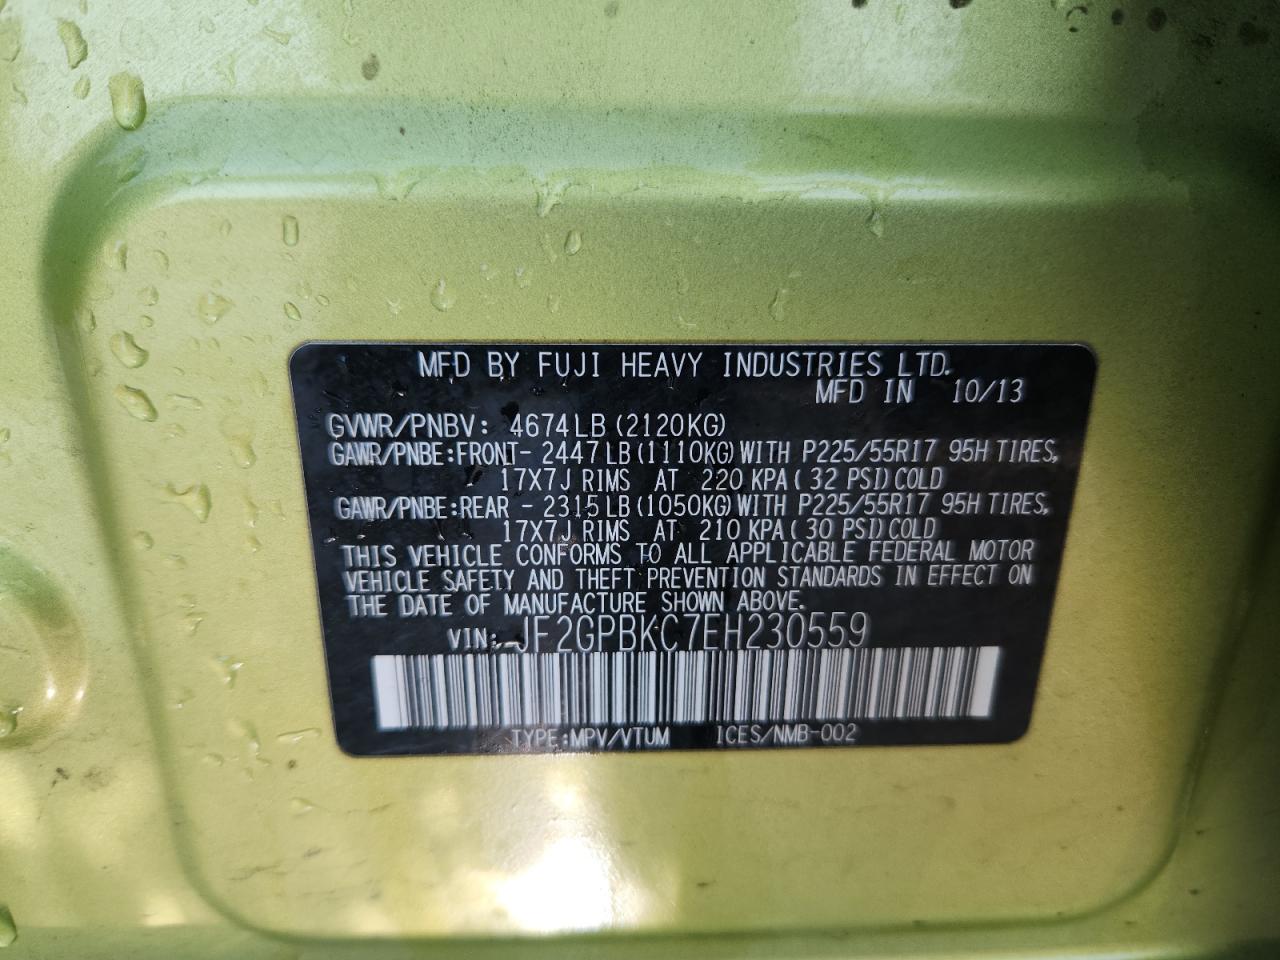 MFD BY FUJI HEAVY INDUSTRIES LTD.
MFD IN 10/13
GVWR/PNBV: 4674LB (2120KG)
GAWR/PNBE:FRONT- 2447LB (1110KG) WITH P225/55R17 95H TIRES,
17X7J RIMS AT 220 KPA ( 32 PSI) COLD
GAWR/PNBE:REAR - 2315LB (1050KG) WITH P225/55R17 95H TIRES,
17X7J RIMS AT 210 KPA ( 30 PSI) COLD
THIS VEHICLE CONFORMS TO ALL APPLICABLE FEDERAL MOTOR
VEHICLE SAFETY AND THEFT PREVENTION STANDARDS IN EFFECT ON
THE DATE OF MANUFACTURE SHOWN ABOVE.
VIN: JF2GPBKC7EH230559
TYPE:MPV/VTUM ICES/NMB-002